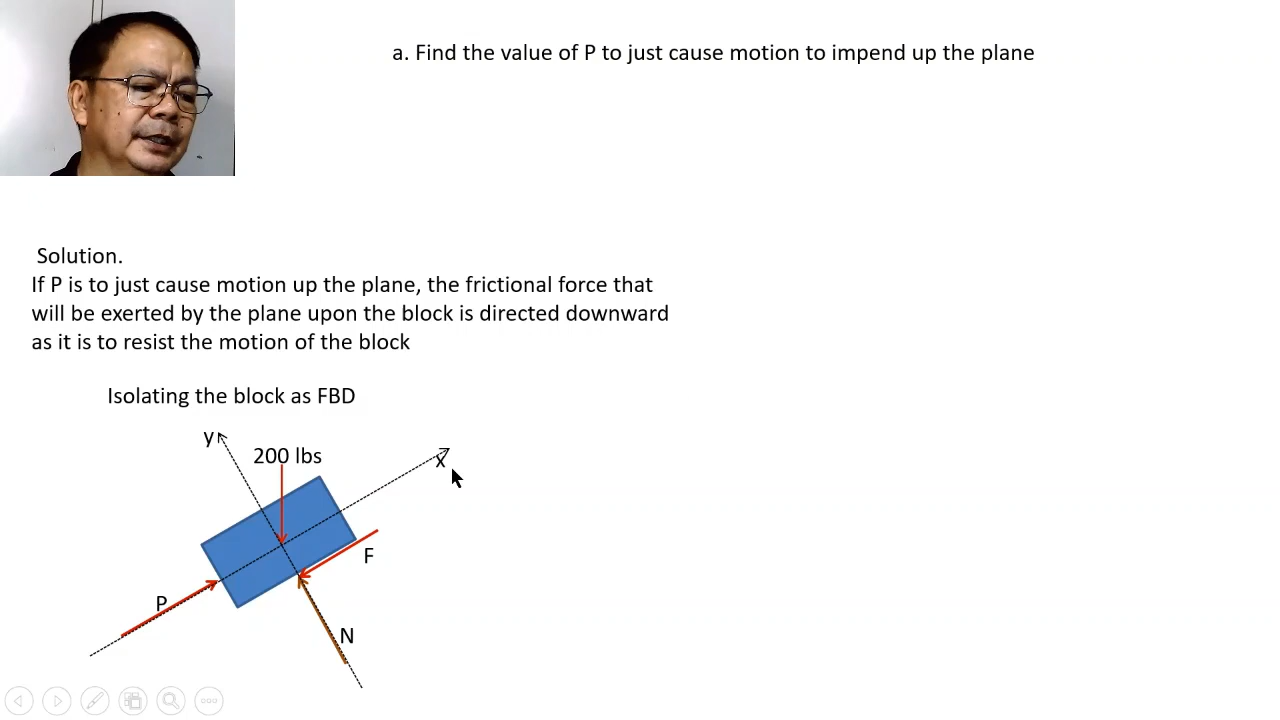 a. Find the value of P to just cause motion to impend up the plane
Solution.
If P is to just cause motion up the plane, the frictional force that
will be exerted by the plane upon the block is directed downward
as it is to resist the motion of the block
Isolating the block as FBD
y
200 lbs
x
F
P
N